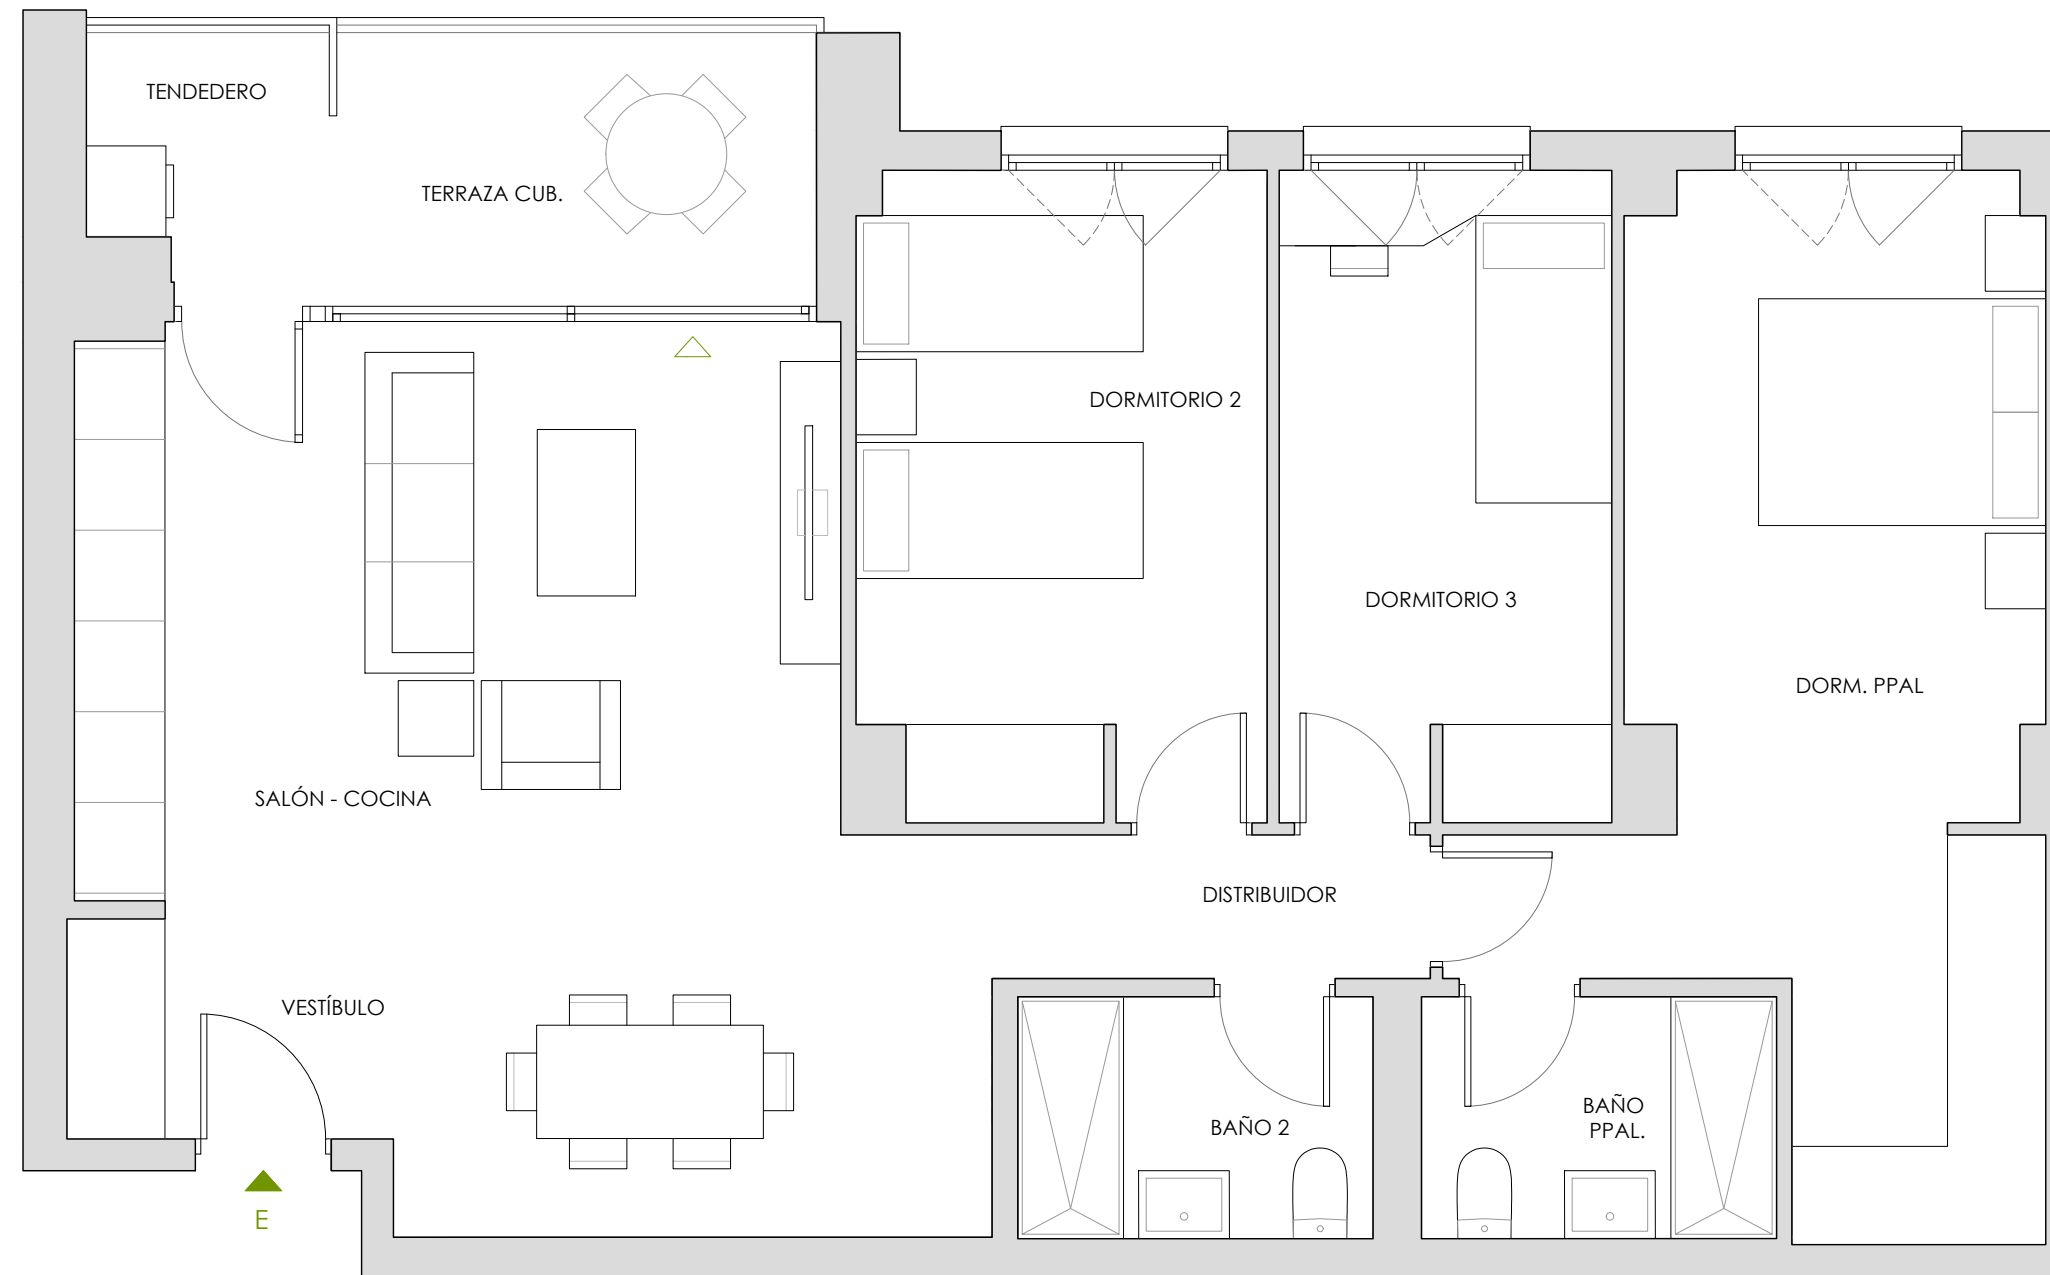 TENDEDERO
TERRAZA CUB.
DORMITORIO 2
DORMITORIO 3
DORM. PPAL
SALÓN - COCINA
DISTRIBUIDOR
VESTÍBULO
BAÑO 2
BAÑO
PPAL.
E